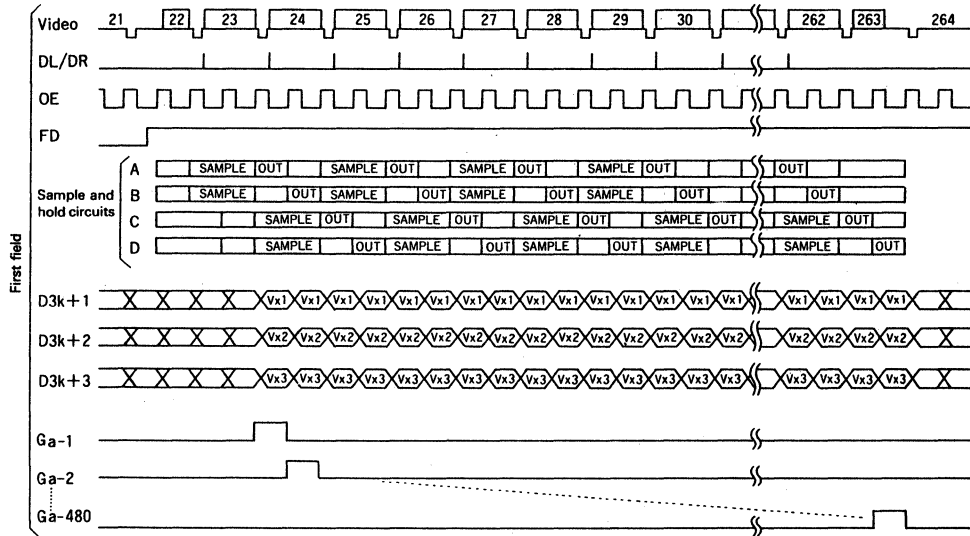 Video 21 22 23 24 25 26 27 28 29 30 262 263 264
DL/DR
OE
FD
First field
Sample and
hold circuits
A SAMPLE OUT SAMPLE OUT SAMPLE OUT SAMPLE OUT OUT
B SAMPLE OUT SAMPLE OUT SAMPLE OUT SAMPLE OUT OUT
C SAMPLE OUT SAMPLE OUT SAMPLE OUT SAMPLE OUT SAMPLE OUT
D SAMPLE OUT SAMPLE OUT SAMPLE OUT SAMPLE SAMPLE OUT
D3k+1 Vx1 Vx1 Vx1 Vx1 Vx1 Vx1 Vx1 Vx1 Vx1 Vx1 Vx1 Vx1 Vx1 Vx1 Vx1 Vx1 Vx1 Vx1 Vx1
D3k+2 Vx2 Vx2 Vx2 Vx2 Vx2 Vx2 Vx2 Vx2 Vx2 Vx2 Vx2 Vx2 Vx2 Vx2 Vx2 Vx2 Vx2 Vx2 Vx2
D3k+3 Vx3 Vx3 Vx3 Vx3 Vx3 Vx3 Vx3 Vx3 Vx3 Vx3 Vx3 Vx3 Vx3 Vx3 Vx3 Vx3 Vx3 Vx3 Vx3
Ga-1
Ga-2
Ga-480